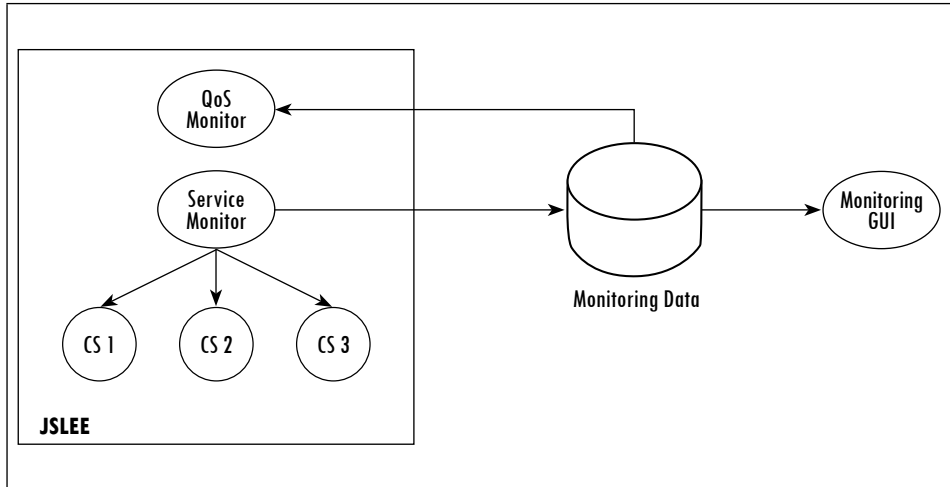 QoS
Monitor
Service
Monitor
Monitoring
GUI
Monitoring Data
CS 1
CS 2
CS 3
JSLEE